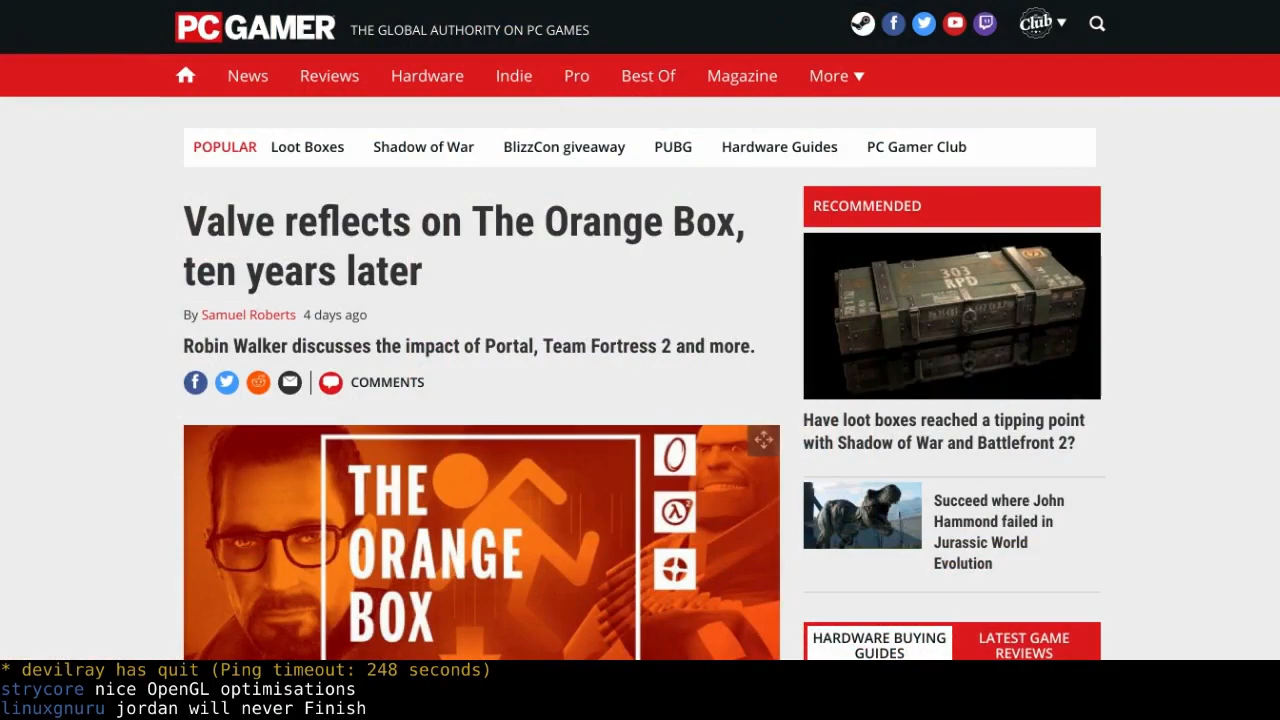 PC GAMER THE GLOBAL AUTHORITY ON PC GAMES Club
News Reviews Hardware Indie Pro Best Of Magazine More ▼
POPULAR Loot Boxes Shadow of War BlizzCon giveaway PUBG Hardware Guides PC Gamer Club
Valve reflects on The Orange Box,
ten years later
By Samuel Roberts 4 days ago
Robin Walker discusses the impact of Portal, Team Fortress 2 and more.
COMMENTS
THE
ORANGE
BOX
RECOMMENDED
303
RPD
Have loot boxes reached a tipping point
with Shadow of War and Battlefront 2?
Succeed where John
Hammond failed in
Jurassic World
Evolution
HARDWARE BUYING
GUIDES
LATEST GAME
REVIEWS
* devilray has quit (Ping timeout: 248 seconds)
strycore nice OpenGL optimisations
linuxgnuru jordan will never Finish